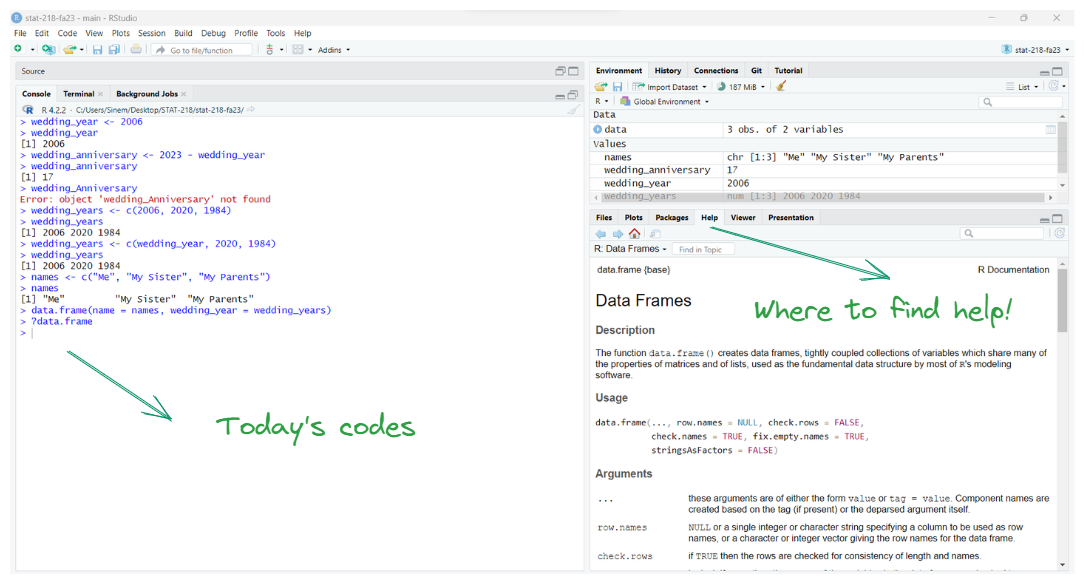 stat-218-fa23 - main - RStudio
File Edit Code View Plots Session Build Debug Profile Tools Help
Go to file/function
Addins
stat-218-fa23
Source
Console Terminal Background Jobs
R 4.2.2 · C:/Users/Sinem/Desktop/STAT-218/stat-218-fa23/
> wedding_year <- 2006
> wedding_year
[1] 2006
> wedding_anniversary <- 2023 - wedding_year
> wedding_anniversary
[1] 17
> wedding_Anniversary
Error: object 'wedding_Anniversary' not found
> wedding_years <- c(2006, 2020, 1984)
> wedding_years
[1] 2006 2020 1984
> wedding_years <- c(wedding_year, 2020, 1984)
> wedding_years
[1] 2006 2020 1984
> names <- c("Me", "My Sister", "My Parents")
> names
[1] "Me" "My Sister" "My Parents"
> data.frame(name = names, wedding_year = wedding_years)
> ?data.frame
>
Today's codes
Environment History Connections Git Tutorial
Import Dataset 187 MiB List
R Global Environment
Data
data 3 obs. of 2 variables
Values
names chr [1:3] "Me" "My Sister" "My Parents"
wedding_anniversary 17
wedding_year 2006
wedding_years num [1:3] 2006 2020 1984
Files Plots Packages Help Viewer Presentation
R: Data Frames Find in Topic
data.frame {base} R Documentation
Where to find help!
Data Frames
Description
The function data.frame() creates data frames, tightly coupled collections of variables which share many of
the properties of matrices and of lists, used as the fundamental data structure by most of R's modeling
software.
Usage
data.frame(..., row.names = NULL, check.rows = FALSE,
check.names = TRUE, fix.empty.names = TRUE,
stringsAsFactors = FALSE)
Arguments
... these arguments are of either the form value or tag = value. Component names are
created based on the tag (if present) or the deparsed argument itself.
row.names NULL or a single integer or character string specifying a column to be used as row
names, or a character or integer vector giving the row names for the data frame.
check.rows if TRUE then the rows are checked for consistency of length and names.